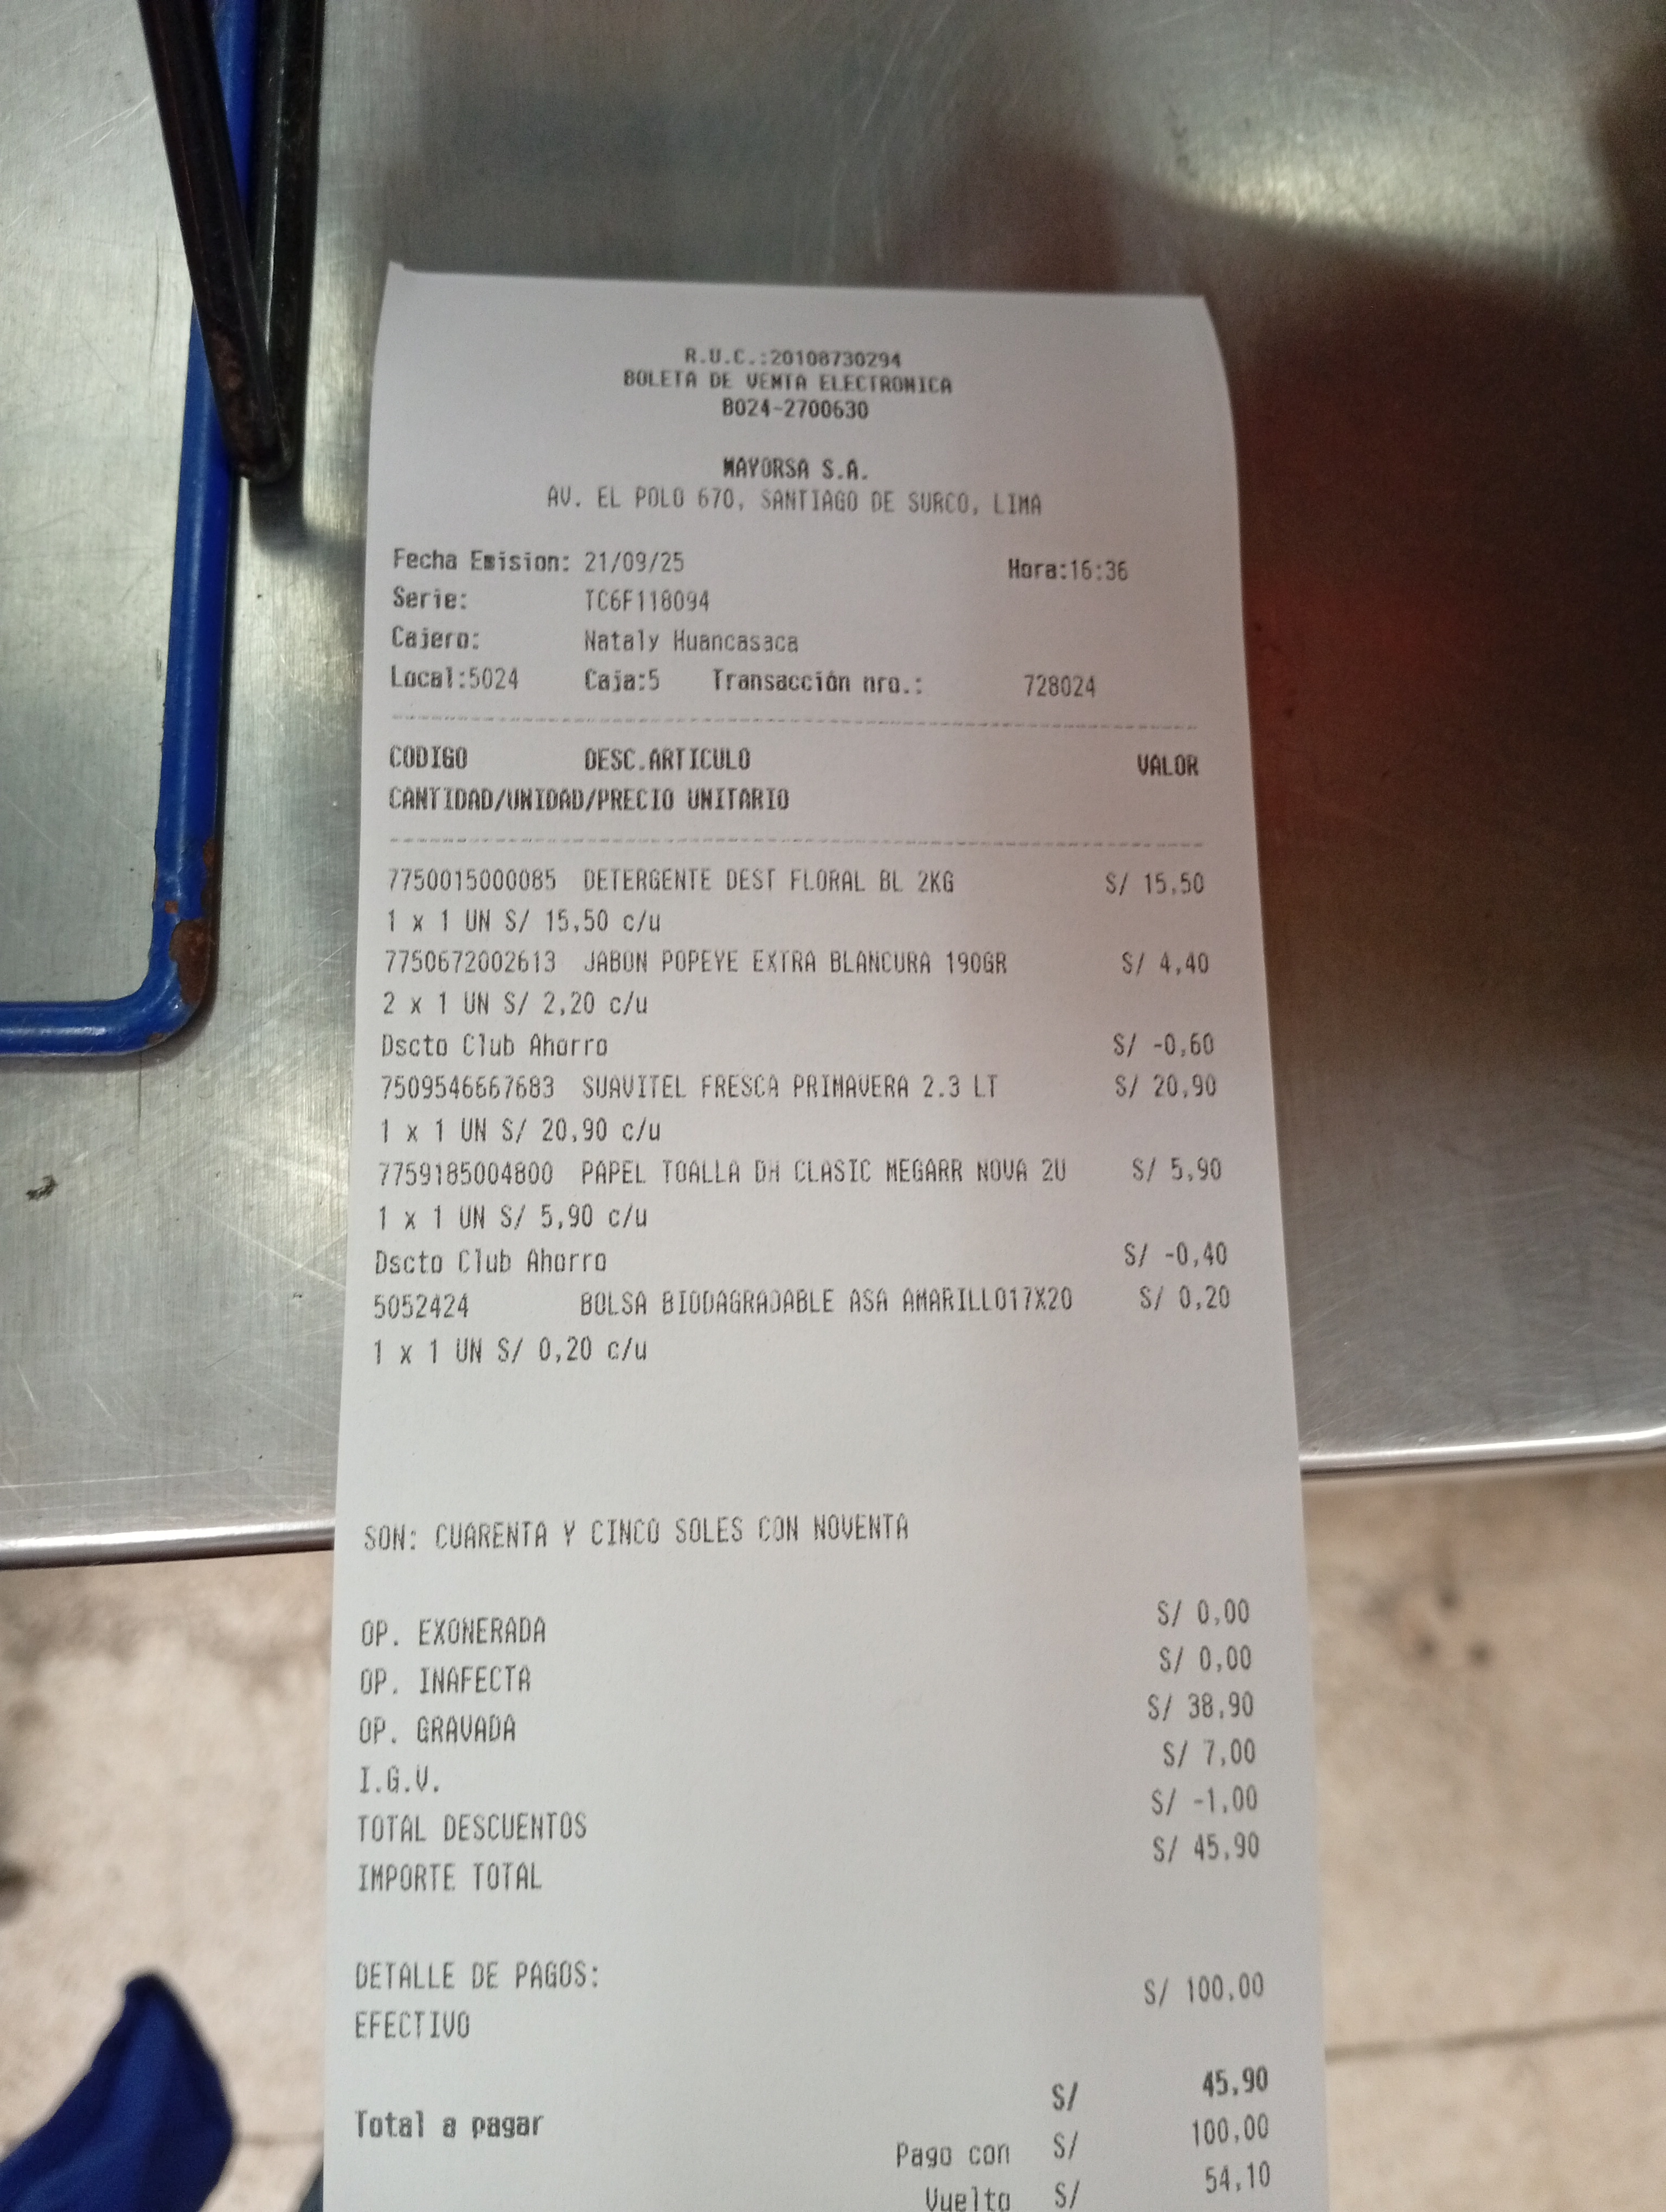 R.U.C.:20108730294
BOLETA DE VENTA ELECTRONICA
B024-2700630
MAYORSA S.A.
AV. EL POLO 670, SANTIAGO DE SURCO, LIMA
Fecha Emision: 21/09/25 Hora:16:36
Serie: TC6F118094
Cajero: Nataly Huancasaca
Local:5024 Caja:5 Transacción nro.: 728024
CODIGO DESC.ARTICULO VALOR
CANTIDAD/UNIDAD/PRECIO UNITARIO
7750015000085 DETERGENTE DEST FLORAL BL 2KG S/ 15,50
1 x 1 UN S/ 15,50 c/u
7750672002613 JABON POPEYE EXTRA BLANCURA 190GR S/ 4,40
2 x 1 UN S/ 2,20 c/u
Dscto Club Ahorro S/ -0,60
7509546667683 SUAVITEL FRESCA PRIMAVERA 2.3 LT S/ 20,90
1 x 1 UN S/ 20,90 c/u
7759185004800 PAPEL TOALLA DH CLASIC MEGARR NOVA 2U S/ 5,90
1 x 1 UN S/ 5,90 c/u
Dscto Club Ahorro S/ -0,40
5052424 BOLSA BIODAGRADABLE ASA AMARILLO17X20 S/ 0,20
1 x 1 UN S/ 0,20 c/u
SON: CUARENTA Y CINCO SOLES CON NOVENTA
OP. EXONERADA S/ 0,00
OP. INAFECTA S/ 0,00
OP. GRAVADA S/ 38,90
I.G.V. S/ 7,00
TOTAL DESCUENTOS S/ -1,00
IMPORTE TOTAL S/ 45,90
DETALLE DE PAGOS:
EFECTIVO S/ 100,00
Total a pagar S/ 45,90
Pago con S/ 100,00
Vuelto S/ 54,10